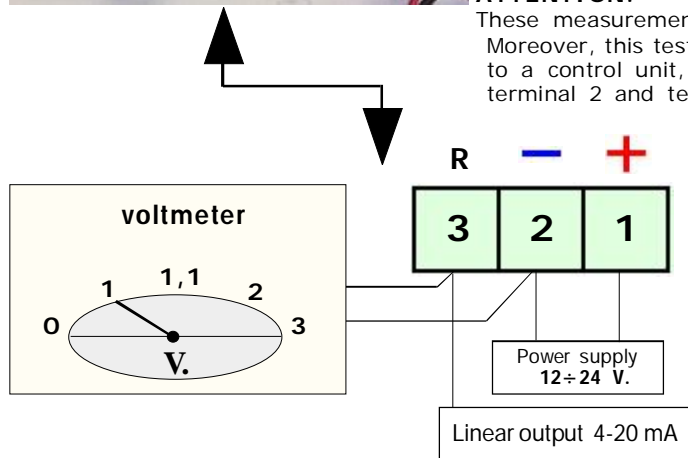 These measuremen
Moreover, this test
to a control unit,
terminal 2 and te
R − +
3 2 1
voltmeter
0 1 1,1 2 3
V.
Power supply
12÷24 V.
Linear output 4-20 mA